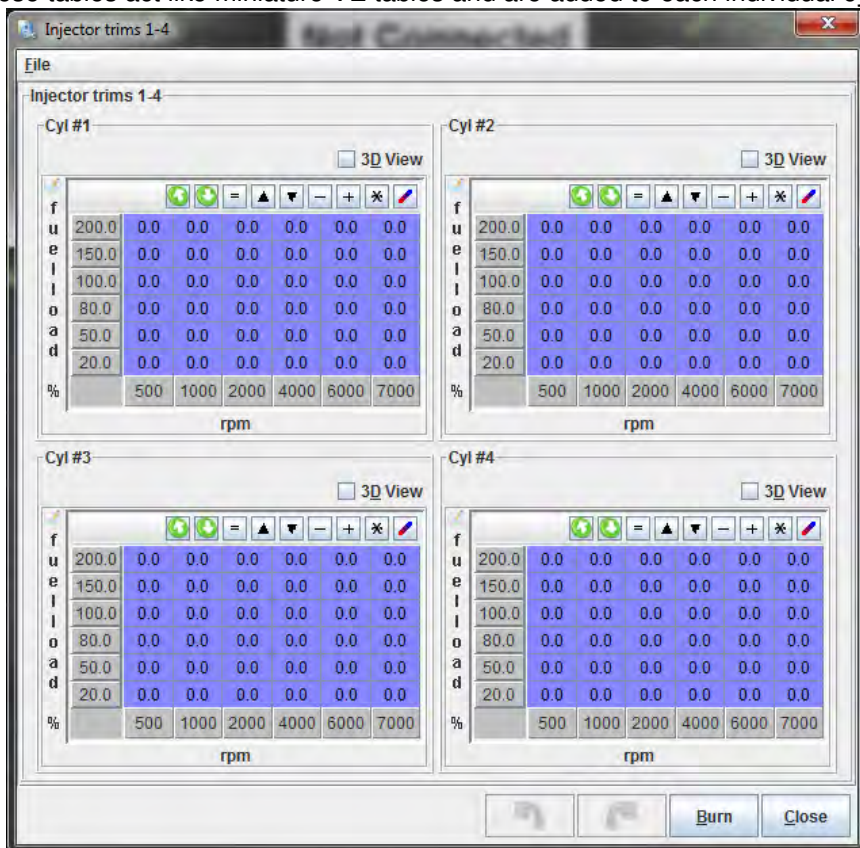 tables act like miniature VE tables and are added to each individual
Injector trims 1-4
Not Connected
File
Injector trims 1-4
Cyl #1
3D View
= - + *
fuelload
200.0 0.0 0.0 0.0 0.0 0.0 0.0
150.0 0.0 0.0 0.0 0.0 0.0 0.0
100.0 0.0 0.0 0.0 0.0 0.0 0.0
80.0 0.0 0.0 0.0 0.0 0.0 0.0
50.0 0.0 0.0 0.0 0.0 0.0 0.0
20.0 0.0 0.0 0.0 0.0 0.0 0.0
% 500 1000 2000 4000 6000 7000
rpm
Cyl #2
3D View
= - + *
fuelload
200.0 0.0 0.0 0.0 0.0 0.0 0.0
150.0 0.0 0.0 0.0 0.0 0.0 0.0
100.0 0.0 0.0 0.0 0.0 0.0 0.0
80.0 0.0 0.0 0.0 0.0 0.0 0.0
50.0 0.0 0.0 0.0 0.0 0.0 0.0
20.0 0.0 0.0 0.0 0.0 0.0 0.0
% 500 1000 2000 4000 6000 7000
rpm
Cyl #3
3D View
= - + *
fuelload
200.0 0.0 0.0 0.0 0.0 0.0 0.0
150.0 0.0 0.0 0.0 0.0 0.0 0.0
100.0 0.0 0.0 0.0 0.0 0.0 0.0
80.0 0.0 0.0 0.0 0.0 0.0 0.0
50.0 0.0 0.0 0.0 0.0 0.0 0.0
20.0 0.0 0.0 0.0 0.0 0.0 0.0
% 500 1000 2000 4000 6000 7000
rpm
Cyl #4
3D View
= - + *
fuelload
200.0 0.0 0.0 0.0 0.0 0.0 0.0
150.0 0.0 0.0 0.0 0.0 0.0 0.0
100.0 0.0 0.0 0.0 0.0 0.0 0.0
80.0 0.0 0.0 0.0 0.0 0.0 0.0
50.0 0.0 0.0 0.0 0.0 0.0 0.0
20.0 0.0 0.0 0.0 0.0 0.0 0.0
% 500 1000 2000 4000 6000 7000
rpm
Burn Close